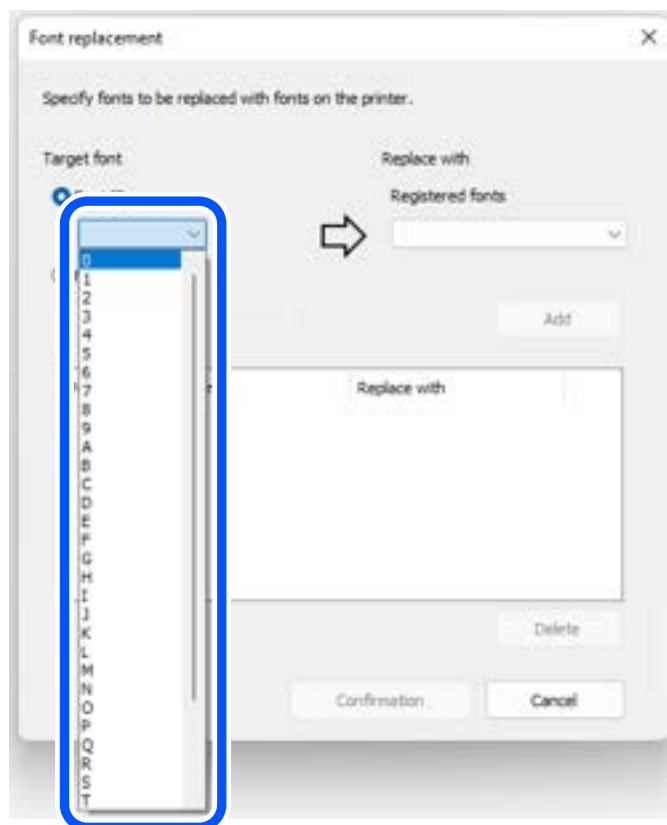 Font replacement
Specify fonts to be replaced with fonts on the printer.
Target font
Replace with
Registered fonts
0
1
2
3
4
5
6
7
8
9
A
B
C
D
E
F
G
H
I
J
K
L
M
N
O
P
Q
R
S
T
Add
Replace with
Delete
Confirmation
Cancel